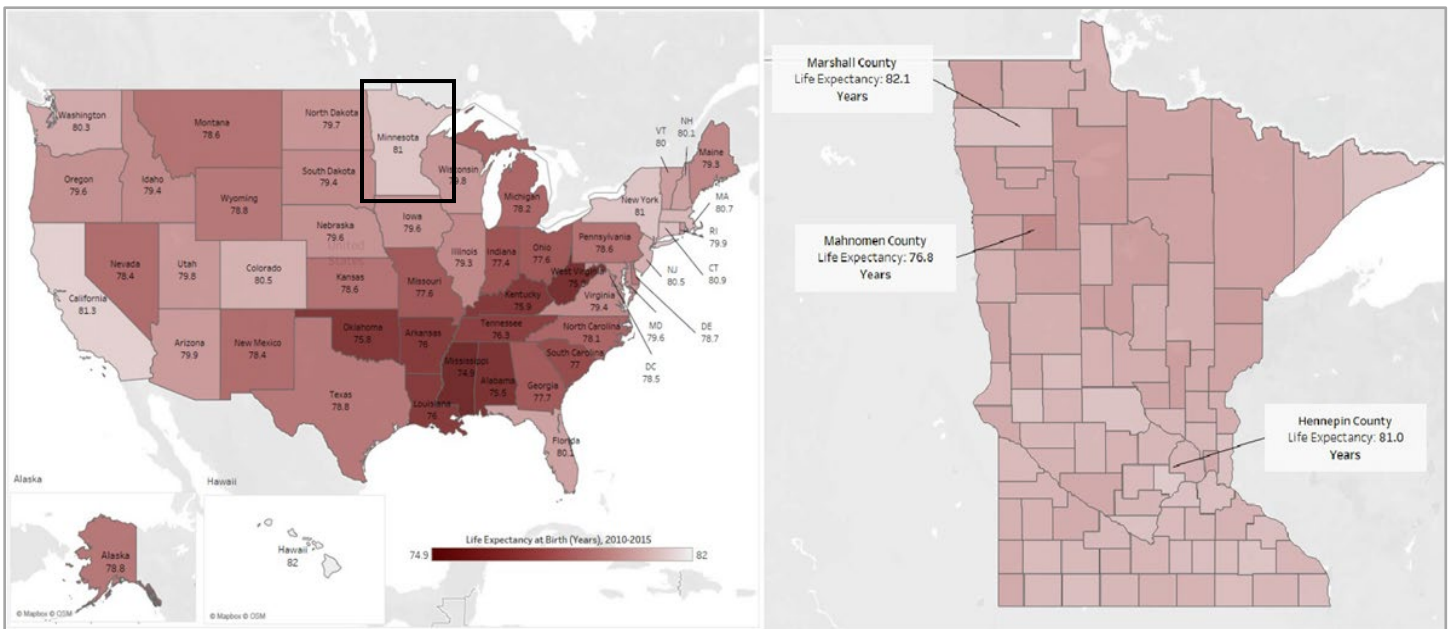 Washington
80.3
Montana
78.6
North Dakota
79.7
Minnesota
81
Oregon
79.6
Idaho
79.4
Wyoming
78.8
South Dakota
79.4
Wisconsin
79.8
Michigan
78.2
New York
81
VT
80
NH
80.1
Maine
79.3
MA
80.7
RI
79.9
CT
80.9
NJ
80.5
Nebraska
79.6
United
States
Iowa
79.6
Nevada
78.4
Utah
79.8
Colorado
80.5
Kansas
78.6
Missouri
77.6
Illinois
79.3
Indiana
77.4
Ohio
77.6
Pennsylvania
78.6
California
81.3
West Virginia
Kentucky
75.9
Virginia
79.4
DE
78.7
MD
79.6
DC
78.5
Arizona
79.9
New Mexico
78.4
Oklahoma
75.8
Arkansas
76
Tennessee
76.3
North Carolina
78.1
South Carolina
77
Mississippi
74.9
Alabama
75.5
Georgia
77.7
Texas
78.8
Louisiana
76
Florida
80.1
Alaska
Alaska
78.8
© Mapbox © OSM
Hawaii
Hawaii
82
© Mapbox © OSM
Life Expectancy at Birth (Years), 2010-2015
74.9
82
Marshall County
Life Expectancy: 82.1
Years
Mahnomen County
Life Expectancy: 76.8
Years
Hennepin County
Life Expectancy: 81.0
Years